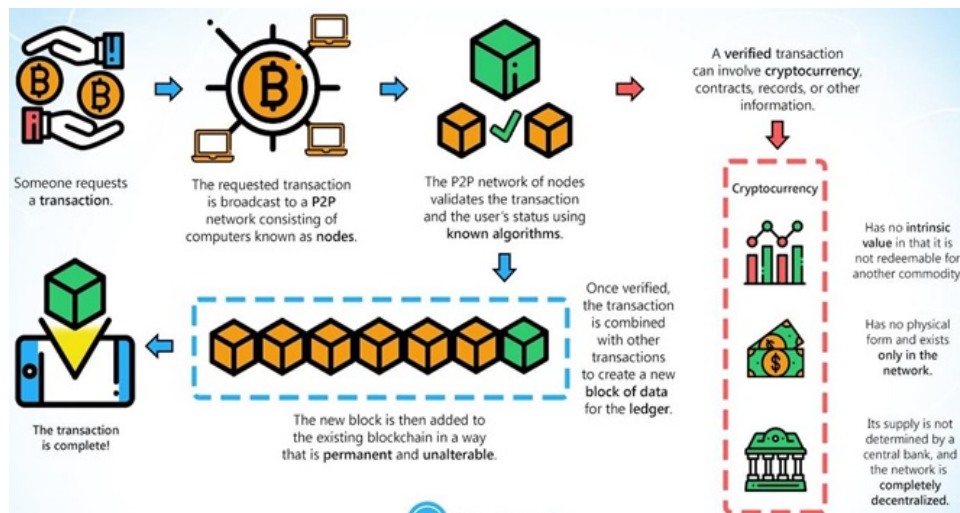 Someone requests
a transaction.
The requested transaction
is broadcast to a P2P
network consisting of
computers known as nodes.
The P2P network of nodes
validates the transaction
and the user's status using
known algorithms.
A verified transaction
can involve cryptocurrency,
contracts, records, or other
information.
Cryptocurrency
Has no intrinsic
value in that it is
not redeemable for
another commodity.
Has no physical
form and exists
only in the
network.
Its supply is not
determined by a
central bank, and
the network is
completely
decentralized.
Once verified,
the transaction
is combined
with other
transactions
to create a new
block of data
for the ledger.
The new block is then added to
the existing blockchain in a way
that is permanent and unalterable.
The transaction
is complete!